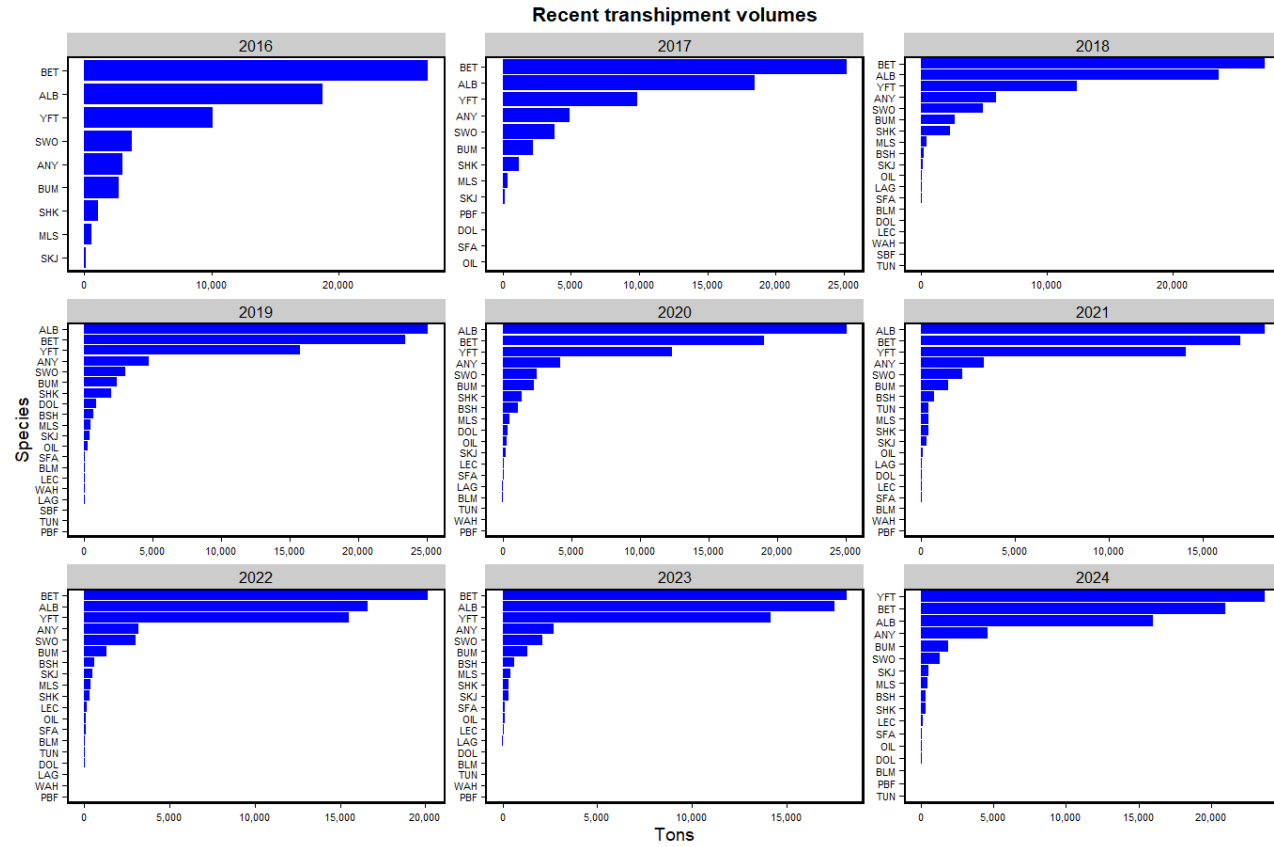 Recent transhipment volumes
2016
BET
ALB
YFT
SWO
ANY
BUM
SHK
MLS
SKJ
0 10,000 20,000
2017
BET
ALB
YFT
ANY
SWO
BUM
SHK
MLS
SKJ
PBF
DOL
SFA
OIL
0 5,000 10,000 15,000 20,000 25,000
2018
BET
ALB
YFT
ANY
SWO
BUM
SHK
MLS
BSH
SKJ
OIL
LAG
SFA
BLM
DOL
LEC
WAH
SBF
TUN
0 10,000 20,000
Species
2019
ALB
BET
YFT
ANY
SWO
BUM
SHK
DOL
BSH
MLS
SKJ
OIL
SFA
BLM
LEC
WAH
LAG
SBF
TUN
PBF
0 5,000 10,000 15,000 20,000 25,000
2020
ALB
BET
YFT
ANY
SWO
BUM
SHK
BSH
MLS
DOL
OIL
SKJ
LEC
SFA
LAG
BLM
TUN
WAH
PBF
0 5,000 10,000 15,000 20,000 25,000
2021
ALB
BET
YFT
ANY
SWO
BUM
BSH
TUN
MLS
SHK
SKJ
OIL
LAG
DOL
LEC
SFA
BLM
WAH
PBF
0 5,000 10,000 15,000
2022
BET
ALB
YFT
ANY
SWO
BUM
BSH
SKJ
MLS
SHK
LEC
OIL
SFA
BLM
TUN
DOL
LAG
WAH
PBF
0 5,000 10,000 15,000 20,000
2023
BET
ALB
YFT
ANY
SWO
BUM
BSH
MLS
SHK
SKJ
SFA
OIL
LEC
LAG
DOL
BLM
TUN
WAH
PBF
0 5,000 10,000 15,000
2024
YFT
BET
ALB
ANY
BUM
SWO
SKJ
MLS
BSH
SHK
LEC
SFA
OIL
DOL
BLM
PBF
TUN
0 5,000 10,000 15,000 20,000
Tons